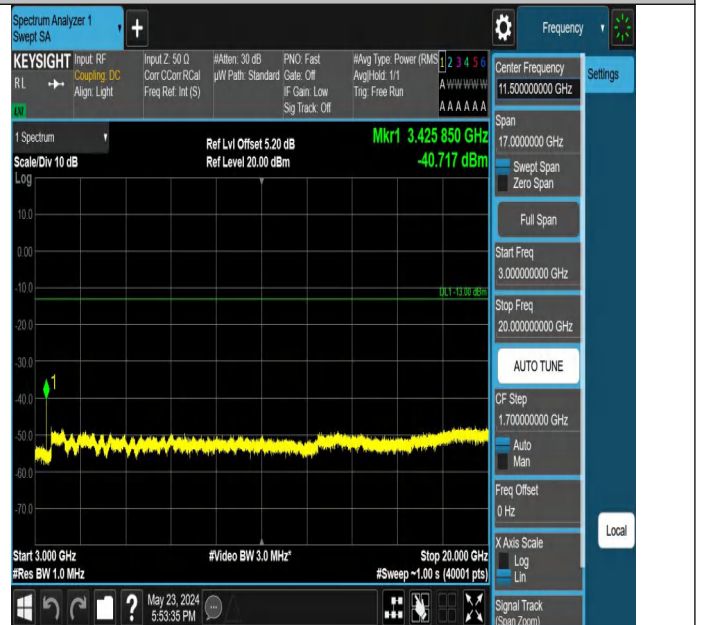 Spectrum Analyzer 1
Swept SA
+
Frequency
KEYSIGHT
RL
Input: RF
Coupling: DC
Align: Light
Input Z: 50 Ω
Corr CCorr RCal
Freq Ref: Int (S)
#Atten: 30 dB
µW Path: Standard
PNO: Fast
Gate: Off
IF Gain: Low
Sig Track: Off
#Avg Type: Power (RMS
Avg|Hold: 1/1
Trig: Free Run
1 2 3 4 5 6
A W W W W W
A A A A A A
1 Spectrum
Scale/Div 10 dB
Log
Ref Lvl Offset 5.20 dB
Ref Level 20.00 dBm
Mkr1 3.425 850 GHz
-40.717 dBm
10.0
0.00
-10.0
DL1 -13.00 dBm
-20.0
-30.0
1
-40.0
-50.0
-60.0
-70.0
Start 3.000 GHz
#Res BW 1.0 MHz
#Video BW 3.0 MHz*
Stop 20.000 GHz
#Sweep ~1.00 s (40001 pts)
?
May 23, 2024
5:53:35 PM
Center Frequency
11.500000000 GHz
Settings
Span
17.0000000 GHz
Swept Span
Zero Span
Full Span
Start Freq
3.000000000 GHz
Stop Freq
20.000000000 GHz
AUTO TUNE
CF Step
1.700000000 GHz
Auto
Man
Freq Offset
0 Hz
Local
X Axis Scale
Log
Lin
Signal Track
(Span Zoom)